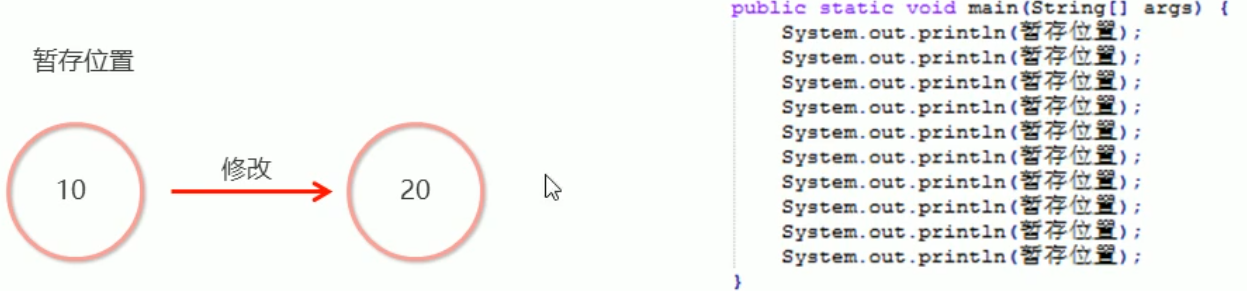 暂存位置
10
修改
20
public static void main(String[] args) {
System.out.println(暂存位置);
System.out.println(暂存位置);
System.out.println(暂存位置);
System.out.println(暂存位置);
System.out.println(暂存位置);
System.out.println(暂存位置);
System.out.println(暂存位置);
System.out.println(暂存位置);
System.out.println(暂存位置);
System.out.println(暂存位置);
}